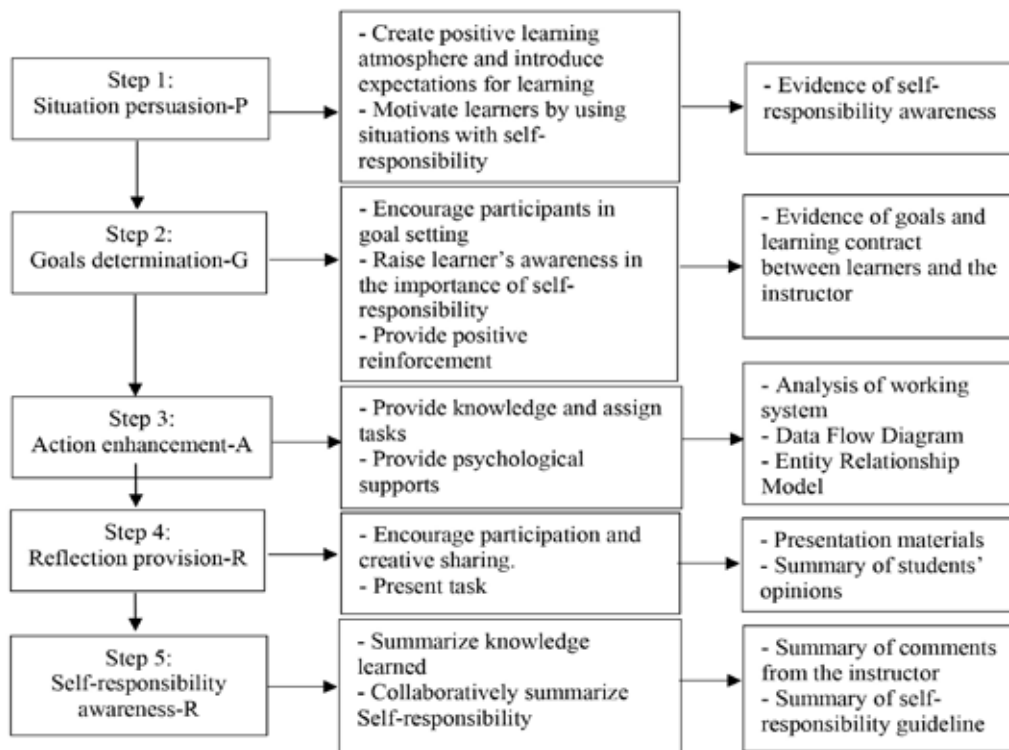 Step 1:
Situation persuasion-P
- Create positive learning
atmosphere and introduce
expectations for learning
- Motivate learners by using
situations with self-
responsibility
- Evidence of self-
responsibility awareness
Step 2:
Goals determination-G
- Encourage participants in
goal setting
- Raise learner's awareness in
the importance of self-
responsibility
- Provide positive
reinforcement
- Evidence of goals and
learning contract
between learners and the
instructor
Step 3:
Action enhancement-A
- Provide knowledge and assign
tasks
- Provide psychological
supports
- Analysis of working
system
- Data Flow Diagram
- Entity Relationship
Model
Step 4:
Reflection provision-R
- Encourage participation and
creative sharing.
- Present task
- Presentation materials
- Summary of students'
opinions
Step 5:
Self-responsibility
awareness-R
- Summarize knowledge
learned
- Collaboratively summarize
Self-responsibility
- Summary of comments
from the instructor
- Summary of self-
responsibility guideline